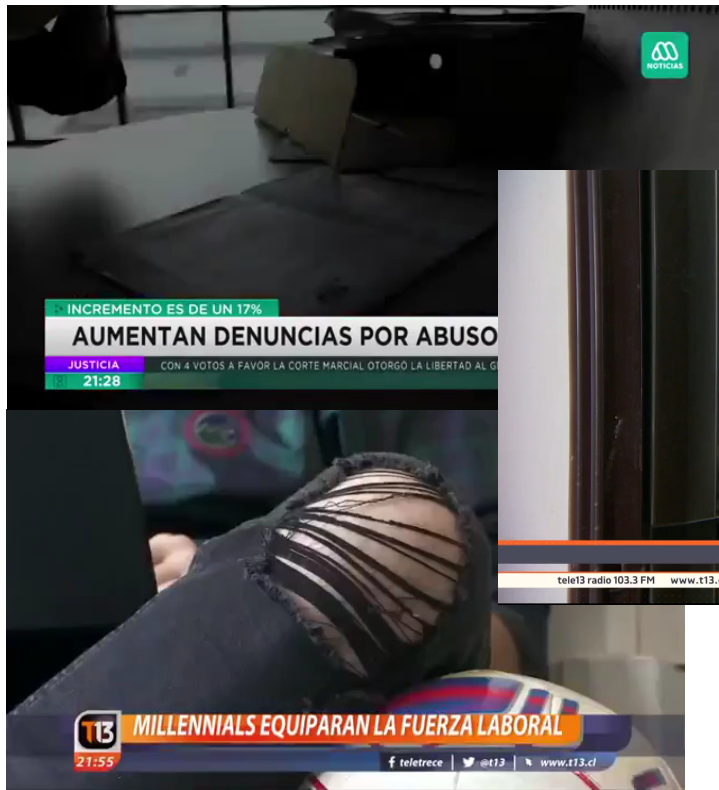 NOTICIAS
INCREMENTO ES DE UN 17%
AUMENTAN DENUNCIAS POR ABUSO
JUSTICIA
CON 4 VOTOS A FAVOR LA CORTE MARCIAL OTORGÓ LA LIBERTAD AL
21:28
tele13 radio 103.3 FM www.t13.
T13
MILLENNIALS EQUIPARAN LA FUERZA LABORAL
21:55
teletrece @t13 www.t13.cl